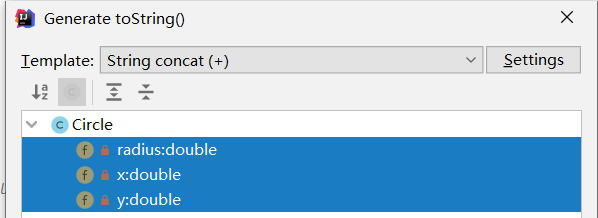 Generate toString()
Template: String concat (+) Settings
Circle
radius:double
x:double
y:double